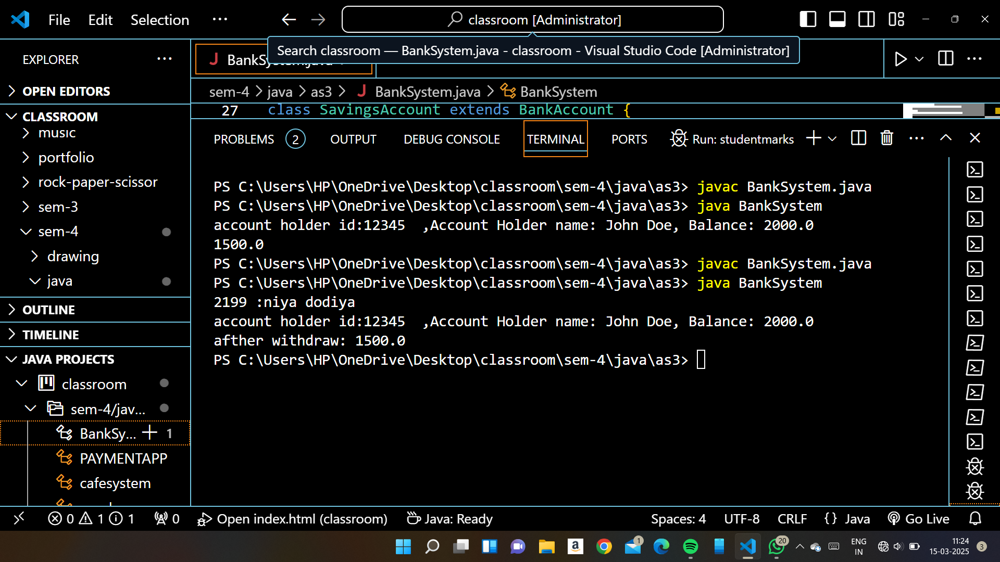 File Edit Selection ···
classroom [Administrator]
Search classroom — BankSystem.java - classroom - Visual Studio Code [Administrator]
EXPLORER
OPEN EDITORS
CLASSROOM
music
portfolio
rock-paper-scissor
sem-3
sem-4
drawing
java
OUTLINE
TIMELINE
JAVA PROJECTS
classroom
sem-4/jav...
BankSy... 1
PAYMENTAPP
cafesystem
BankSystem.java
sem-4 > java > as3 > J BankSystem.java > BankSystem
27 class SavingsAccount extends BankAccount {
PROBLEMS 2 OUTPUT DEBUG CONSOLE TERMINAL PORTS Run: studentmarks
PS C:\Users\HP\OneDrive\Desktop\classroom\sem-4\java\as3> javac BankSystem.java
PS C:\Users\HP\OneDrive\Desktop\classroom\sem-4\java\as3> java BankSystem
account holder id:12345  ,Account Holder name: John Doe, Balance: 2000.0
1500.0
PS C:\Users\HP\OneDrive\Desktop\classroom\sem-4\java\as3> javac BankSystem.java
PS C:\Users\HP\OneDrive\Desktop\classroom\sem-4\java\as3> java BankSystem
2199 :niya dodiya
account holder id:12345  ,Account Holder name: John Doe, Balance: 2000.0
afther withdraw: 1500.0
PS C:\Users\HP\OneDrive\Desktop\classroom\sem-4\java\as3>
0 1 1 0 Open index.html (classroom) Java: Ready Spaces: 4 UTF-8 CRLF {} Java Go Live
a 1 20 ENG
IN
11:24
15-03-2025
3